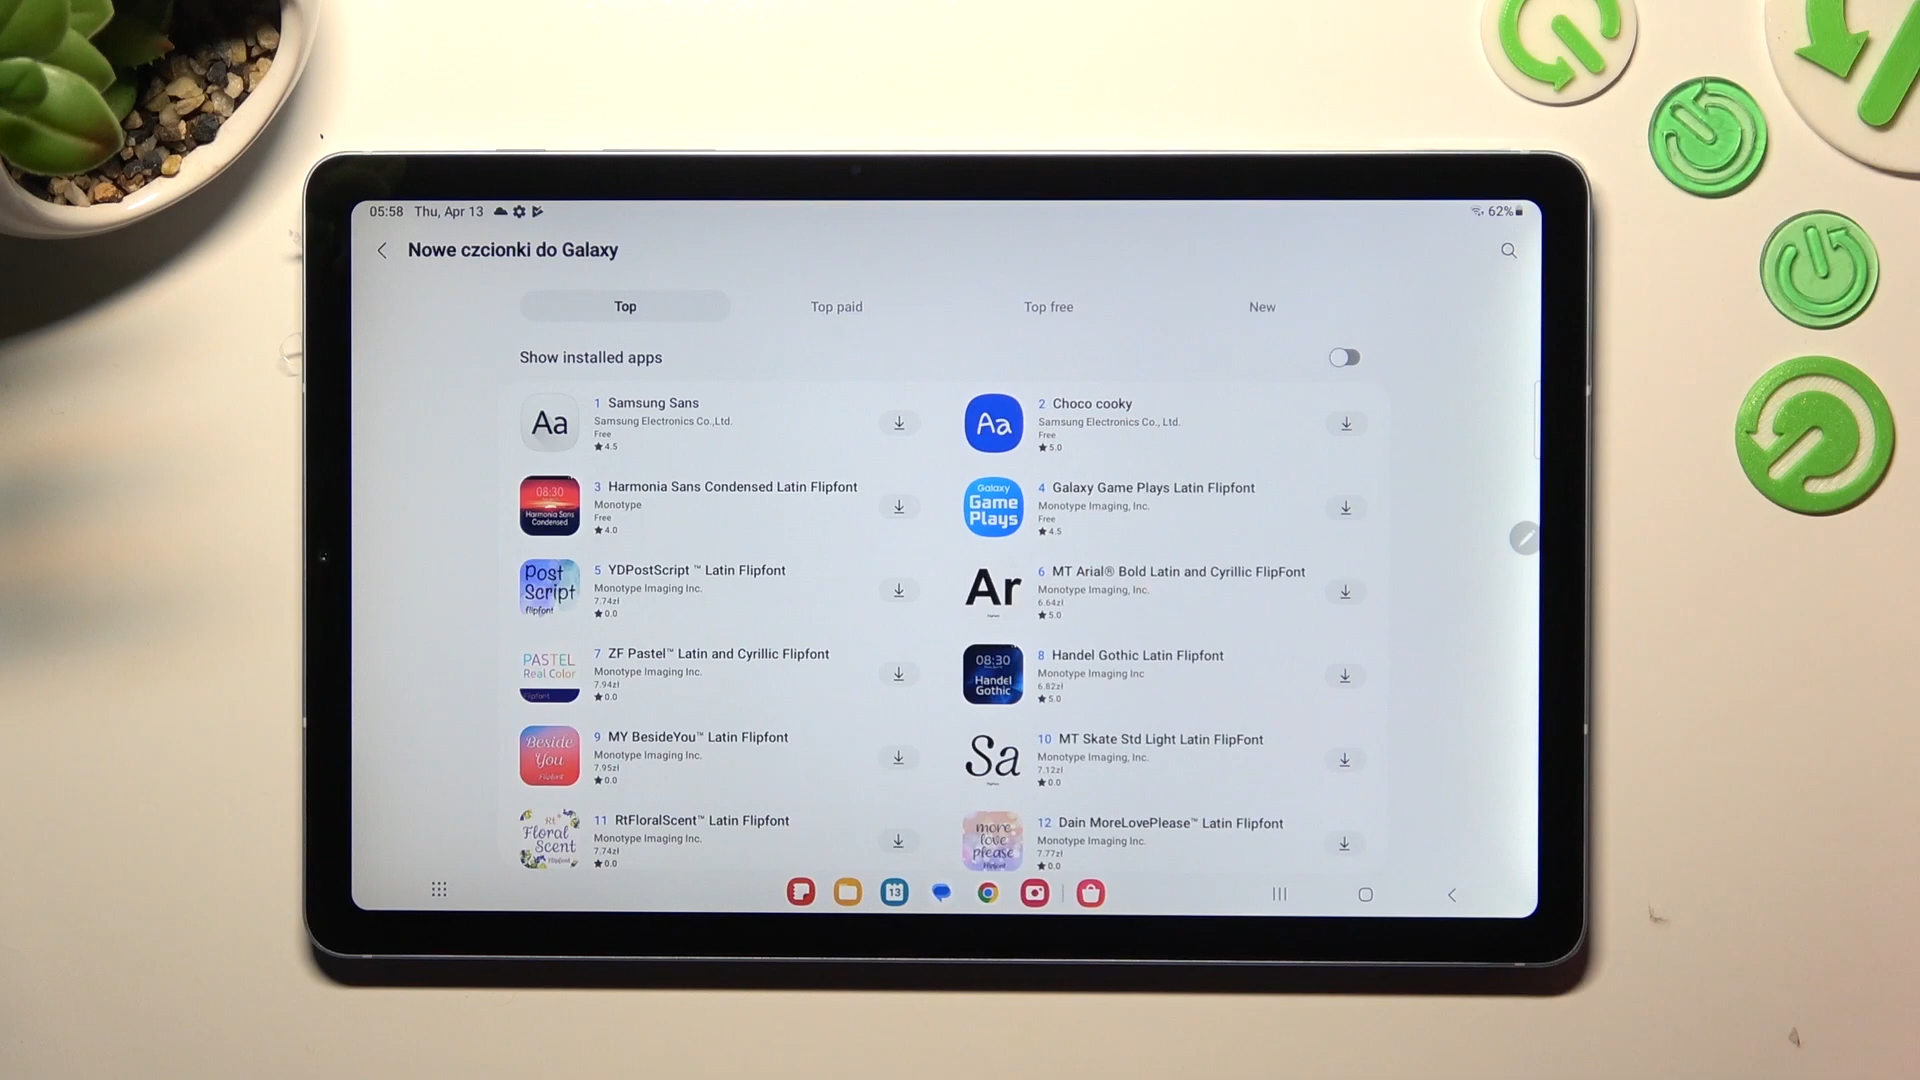 05:58 Thu, Apr 13
62%
Nowe czcionki do Galaxy
Top
Top paid
Top free
New
Show installed apps
Aa
1 Samsung Sans
Samsung Electronics Co.,Ltd.
Free
★4.5
Aa
2 Choco cooky
Samsung Electronics Co., Ltd.
Free
★5.0
08:30
Harmonia Sans
Condensed
3 Harmonia Sans Condensed Latin Flipfont
Monotype
Free
★4.0
Galaxy
Game
Plays
4 Galaxy Game Plays Latin Flipfont
Monotype Imaging, Inc.
Free
★4.5
Post
Script
flipfont
5 YDPostScript ™ Latin Flipfont
Monotype Imaging Inc.
7.74zł
★0.0
Ar
6 MT Arial® Bold Latin and Cyrillic FlipFont
Monotype Imaging, Inc.
6.64zł
★5.0
PASTEL
Real Color
Flipfont
7 ZF Pastel™ Latin and Cyrillic Flipfont
Monotype Imaging Inc.
7.94zł
★0.0
08:30
Handel
Gothic
8 Handel Gothic Latin Flipfont
Monotype Imaging Inc
6.82zł
★5.0
Beside
You
Flipfont
9 MY BesideYou™ Latin Flipfont
Monotype Imaging Inc.
7.95zł
★0.0
Sa
10 MT Skate Std Light Latin FlipFont
Monotype Imaging, Inc.
7.12zł
★0.0
Rt
Floral
Scent
Flipfont
11 RtFloralScent™ Latin Flipfont
Monotype Imaging Inc.
7.74zł
★0.0
more
love
please
Flipfont
12 Dain MoreLovePlease™ Latin Flipfont
Monotype Imaging Inc.
7.77zł
★0.0
13